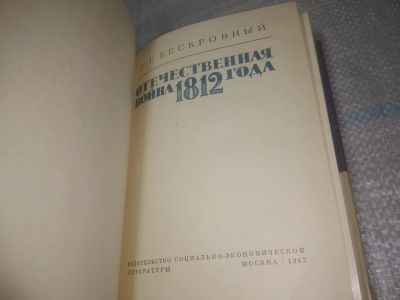 Л. Г. БЕСКРОВНЫЙ
ОТЕЧЕСТВЕННАЯ
ВОЙНА 1812 ГОДА
ИЗДАТЕЛЬСТВО СОЦИАЛЬНО-ЭКОНОМИЧЕСКОЙ
ЛИТЕРАТУРЫ МОСКВА · 1962